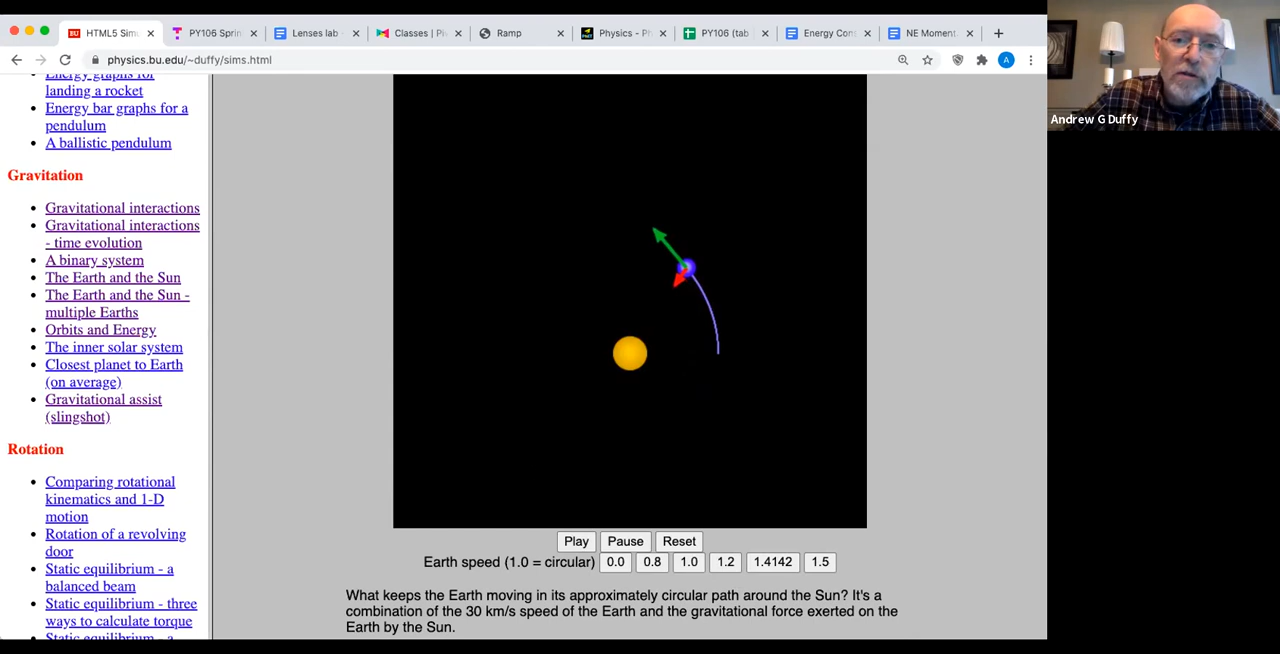 HTML5 Sim
PY106 Sprin
Lenses lab
Classes | Pi
Ramp
Physics - Ph
PY106 (tab
Energy Con
NE Moment
physics.bu.edu/~duffy/sims.html
A
Andrew G Duffy
Energy graphs for
landing a rocket
Energy bar graphs for a
pendulum
A ballistic pendulum
Gravitation
Gravitational interactions
Gravitational interactions
- time evolution
A binary system
The Earth and the Sun
The Earth and the Sun -
multiple Earths
Orbits and Energy
The inner solar system
Closest planet to Earth
(on average)
Gravitational assist
(slingshot)
Rotation
Comparing rotational
kinematics and 1-D
motion
Rotation of a revolving
door
Static equilibrium - a
balanced beam
Static equilibrium - three
ways to calculate torque
Static equilibrium - a
Play Pause Reset
Earth speed (1.0 = circular) 0.0 0.8 1.0 1.2 1.4142 1.5
What keeps the Earth moving in its approximately circular path around the Sun? It's a
combination of the 30 km/s speed of the Earth and the gravitational force exerted on the
Earth by the Sun.